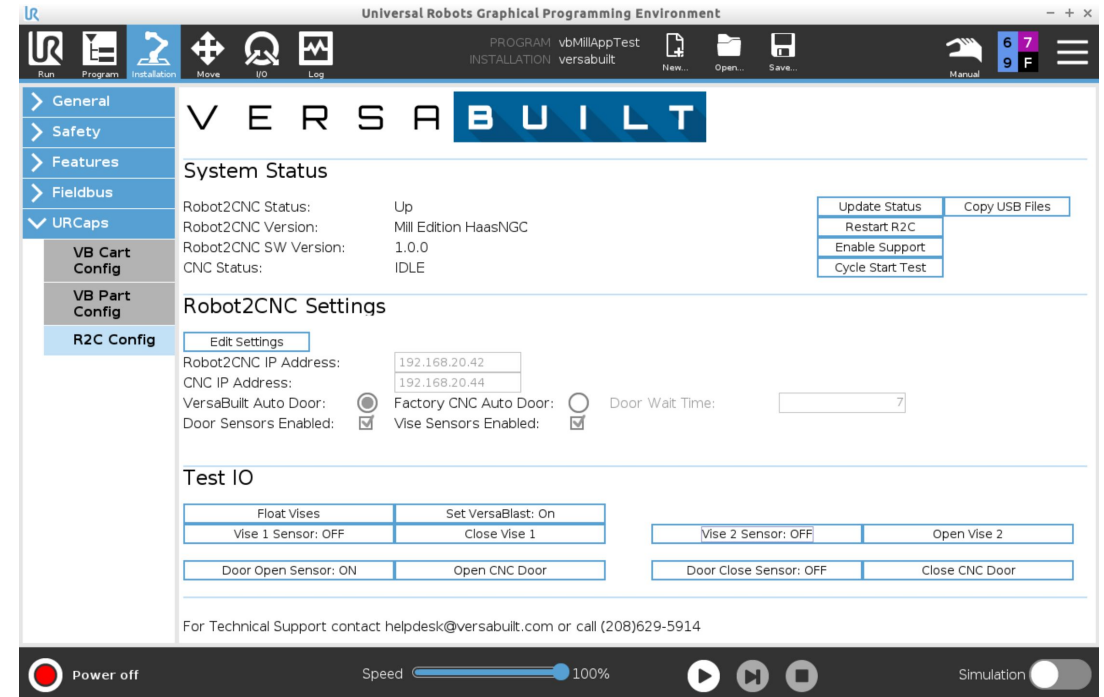 Universal Robots Graphical Programming Environment
PROGRAM vbMillAppTest
INSTALLATION versabuilt
Run Program Installation Move I/O Log New... Open... Save... Manual
6 7
9 F
General
Safety
Features
Fieldbus
URCaps
VB Cart
Config
VB Part
Config
R2C Config
VERSABUILT
System Status
Robot2CNC Status: Up Update Status Copy USB Files
Robot2CNC Version: Mill Edition HaasNGC Restart R2C
Robot2CNC SW Version: 1.0.0 Enable Support
CNC Status: IDLE Cycle Start Test
Robot2CNC Settings
Edit Settings
Robot2CNC IP Address: 192.168.20.42
CNC IP Address: 192.168.20.44
VersaBuilt Auto Door: Factory CNC Auto Door: Door Wait Time: 7
Door Sensors Enabled: Vise Sensors Enabled:
Test IO
Float Vises Set VersaBlast: On
Vise 1 Sensor: OFF Close Vise 1 Vise 2 Sensor: OFF Open Vise 2
Door Open Sensor: ON Open CNC Door Door Close Sensor: OFF Close CNC Door
For Technical Support contact helpdesk@versabuilt.com or call (208)629-5914
Power off Speed 100% Simulation